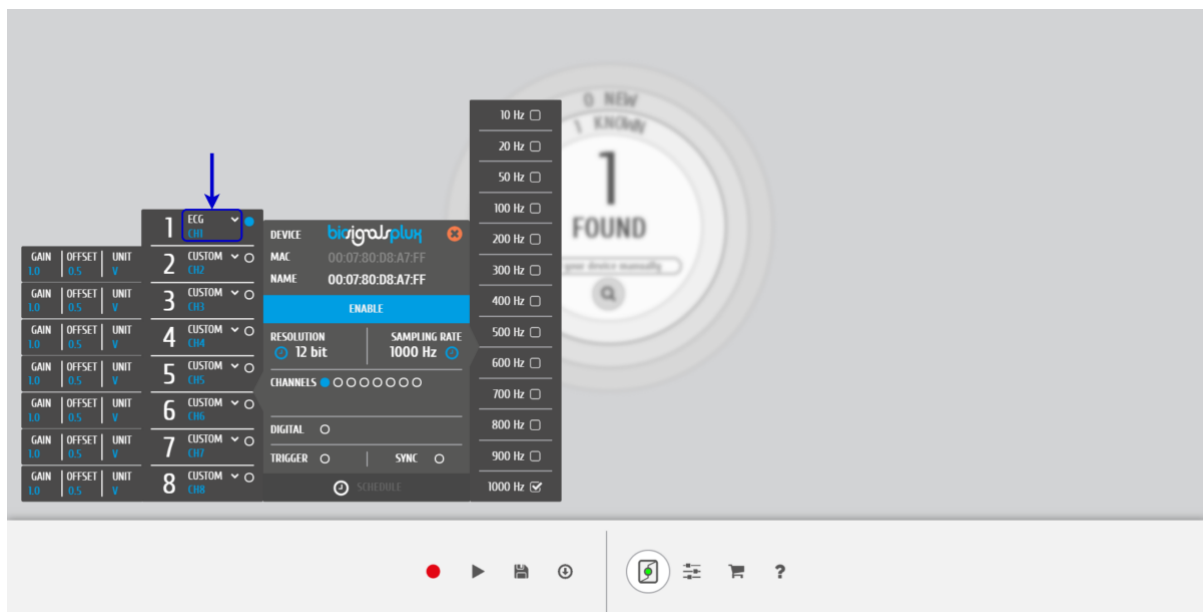 0 NEW
1 KNOWN
1
FOUND
your device manually
10 Hz
20 Hz
50 Hz
100 Hz
200 Hz
300 Hz
400 Hz
500 Hz
600 Hz
700 Hz
800 Hz
900 Hz
1000 Hz
1 ECG
CH1
GAIN OFFSET UNIT 2 CUSTOM
1.0 0.5 V CH2
GAIN OFFSET UNIT 3 CUSTOM
1.0 0.5 V CH3
GAIN OFFSET UNIT 4 CUSTOM
1.0 0.5 V CH4
GAIN OFFSET UNIT 5 CUSTOM
1.0 0.5 V CH5
GAIN OFFSET UNIT 6 CUSTOM
1.0 0.5 V CH6
GAIN OFFSET UNIT 7 CUSTOM
1.0 0.5 V CH7
GAIN OFFSET UNIT 8 CUSTOM
1.0 0.5 V CH8
DEVICE biosignalsplux
MAC 00:07:80:D8:A7:FF
NAME 00:07:80:D8:A7:FF
ENABLE
RESOLUTION SAMPLING RATE
12 bit 1000 Hz
CHANNELS
DIGITAL
TRIGGER SYNC
SCHEDULE
?